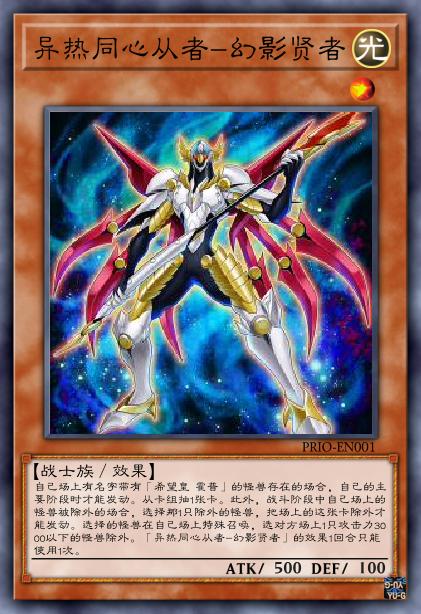 异热同心从者-幻影贤者
光
PRIO-EN001
【战士族／效果】
自己场上有名字带有「希望皇 霍普」的怪兽存在的场合，自己的主
要阶段时才能发动。从卡组抽1张卡。此外，战斗阶段中自己场上的
怪兽被除外的场合，选择那1只除外的怪兽，把场上的这张卡除外才
能发动。选择的怪兽在自己场上特殊召唤，选对方场上1只攻击力30
00以下的怪兽除外。「异热同心从者-幻影贤者」的效果1回合只能
使用1次。
ATK/ 500 DEF/ 100
YU-G